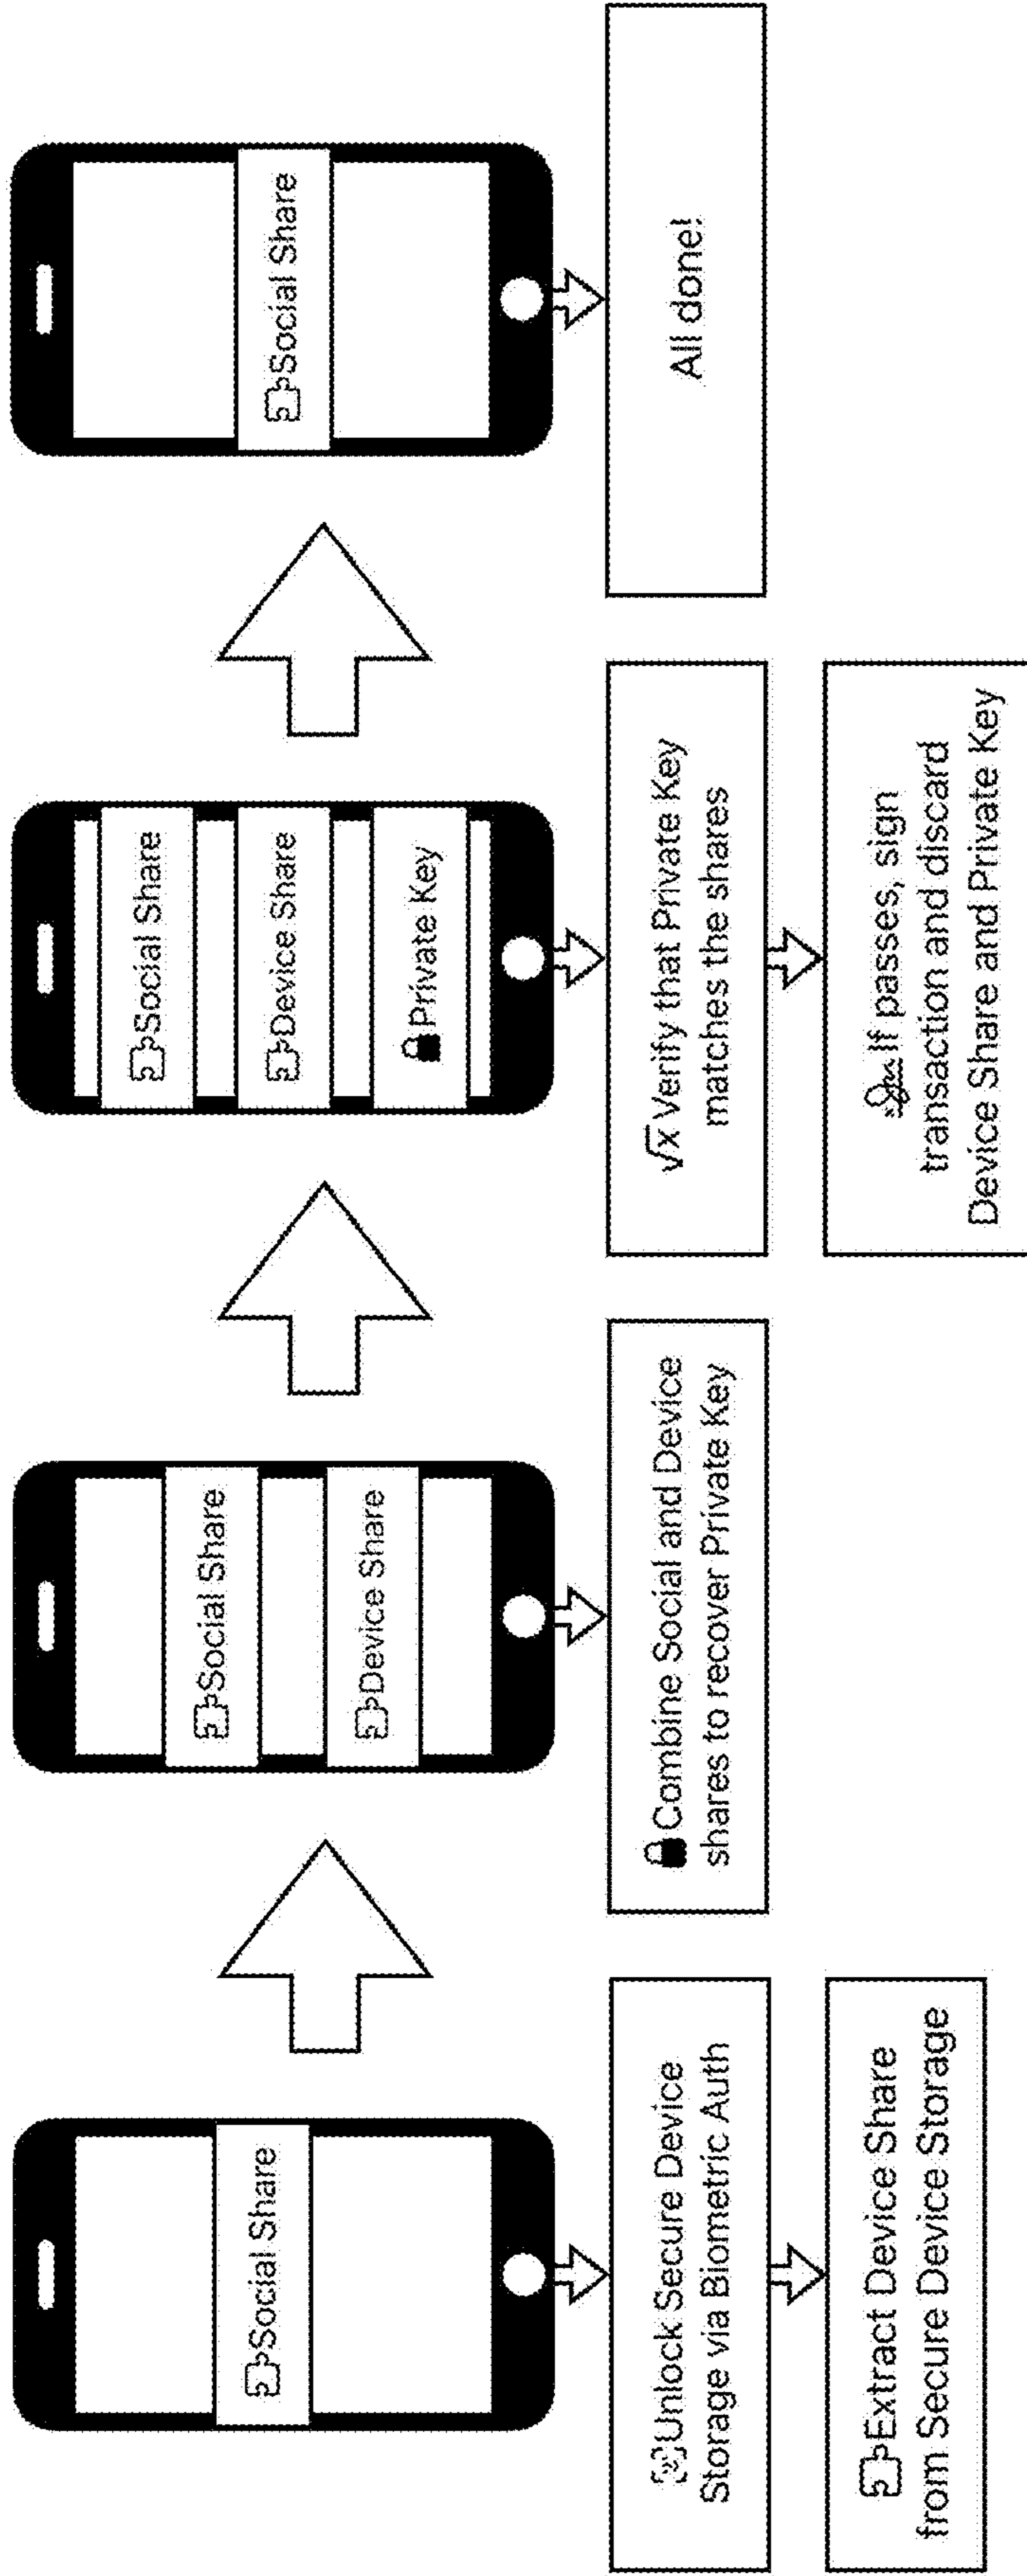 Social Share
Unlock Secure Device
Storage via Biometric Auth
Extract Device Share
from Secure Device Storage
Social Share
Device Share
Combine Social and Device
shares to recover Private Key
Social Share
Device Share
Private Key
√x Verify that Private Key
matches the shares
If passes, sign
transaction and discard
Device Share and Private Key
Social Share
All done!